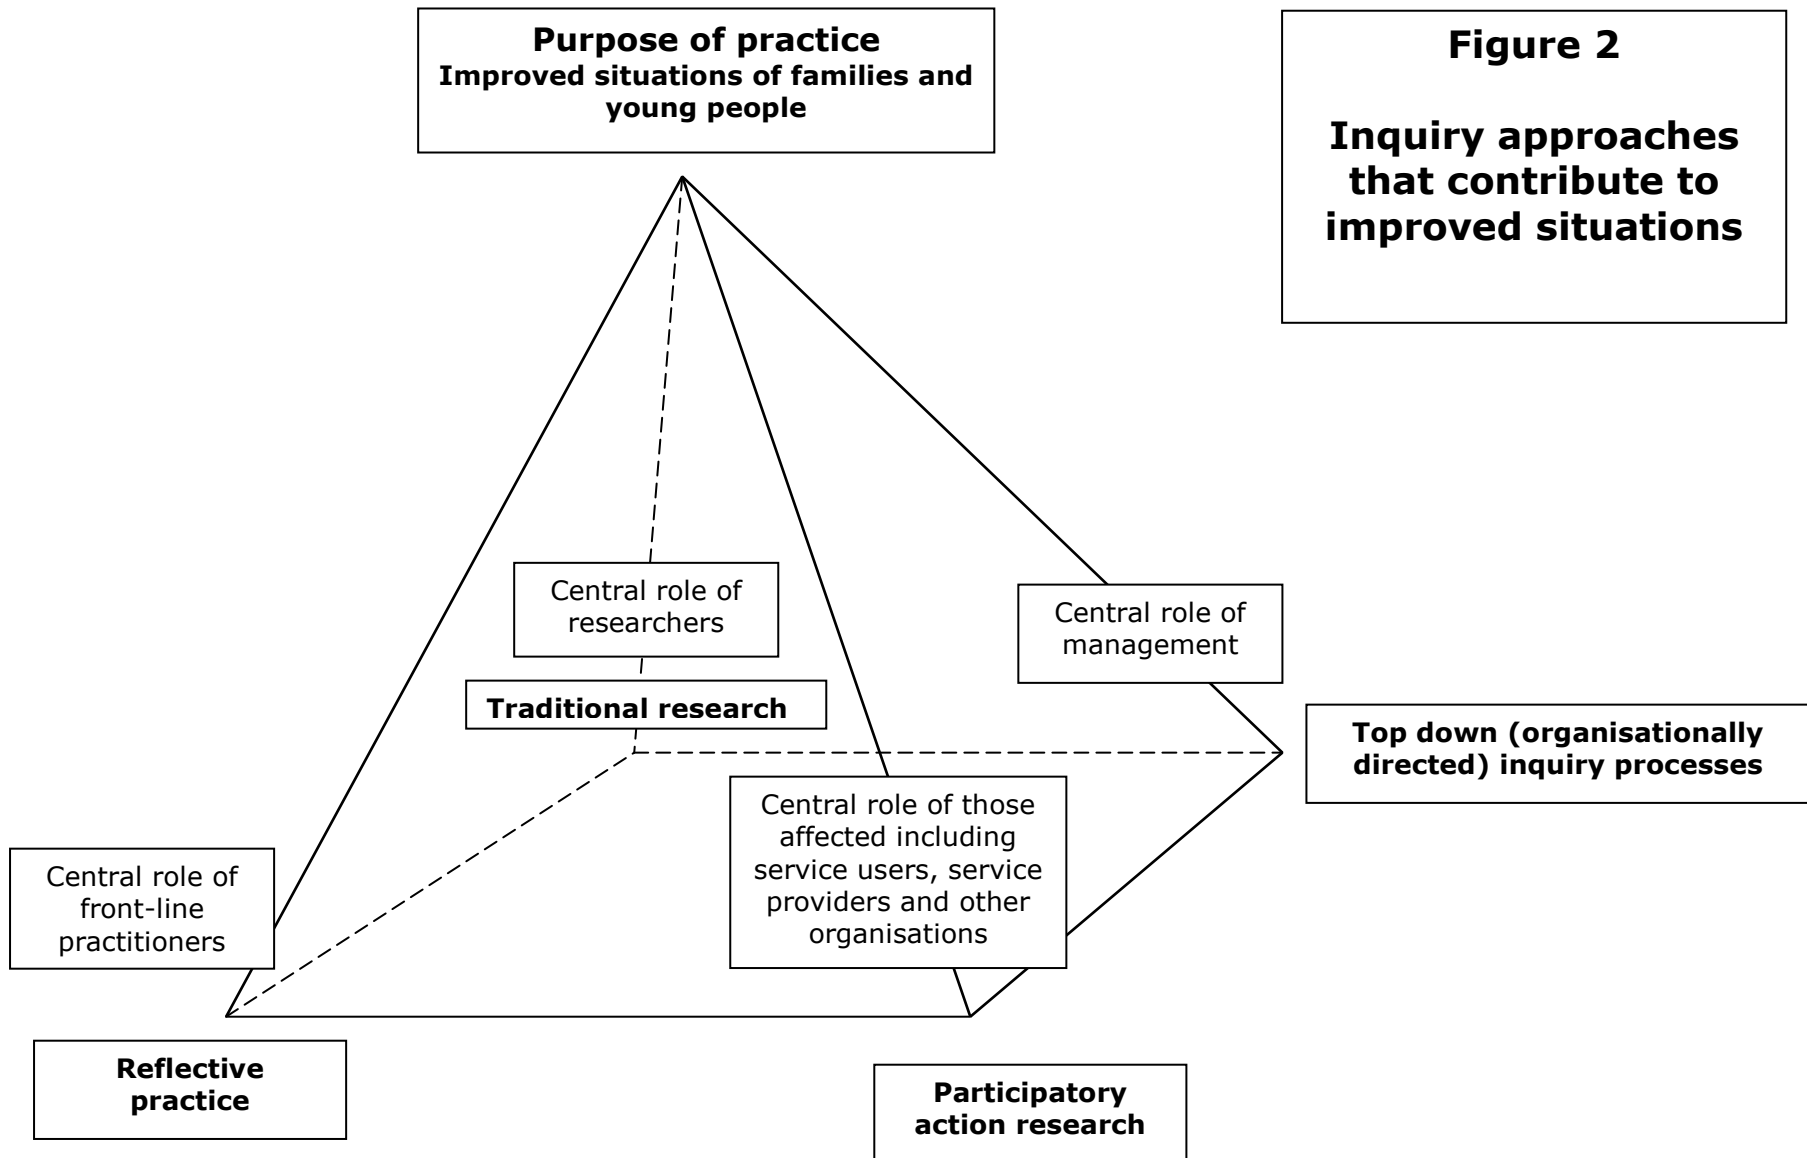 Purpose of practice
Improved situations of families and
young people
Figure 2
Inquiry approaches
that contribute to
improved situations
Central role of
researchers
Central role of
management
Traditional research
Top down (organisationally
directed) inquiry processes
Central role of those
affected including
service users, service
providers and other
organisations
Central role of
front-line
practitioners
Reflective
practice
Participatory
action research